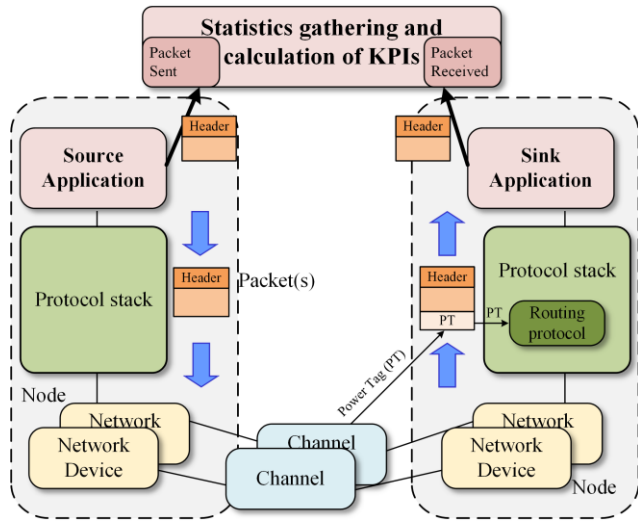 Statistics gathering and
calculation of KPIs
Packet
Sent
Packet
Received
Header
Header
Source
Application
Sink
Application
Header
Packet(s)
Header
PT
PT
Protocol stack
Protocol stack
Routing
protocol
Power Tag (PT)
Node
Network
Network
Device
Channel
Channel
Network
Network
Device
Node